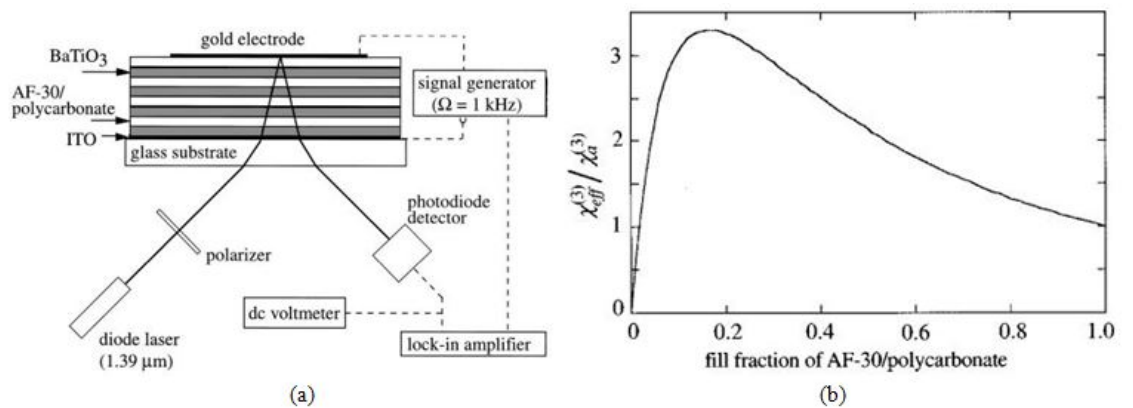 gold electrode
BaTiO3
AF-30/
polycarbonate
ITO
glass substrate
signal generator
(Ω = 1 kHz)
photodiode
detector
polarizer
diode laser
(1.39 μm)
dc voltmeter
lock-in amplifier
(a)
χ(3)eff / χ(3)a
3
2
1
0
0 0.2 0.4 0.6 0.8 1.0
fill fraction of AF-30/polycarbonate
(b)